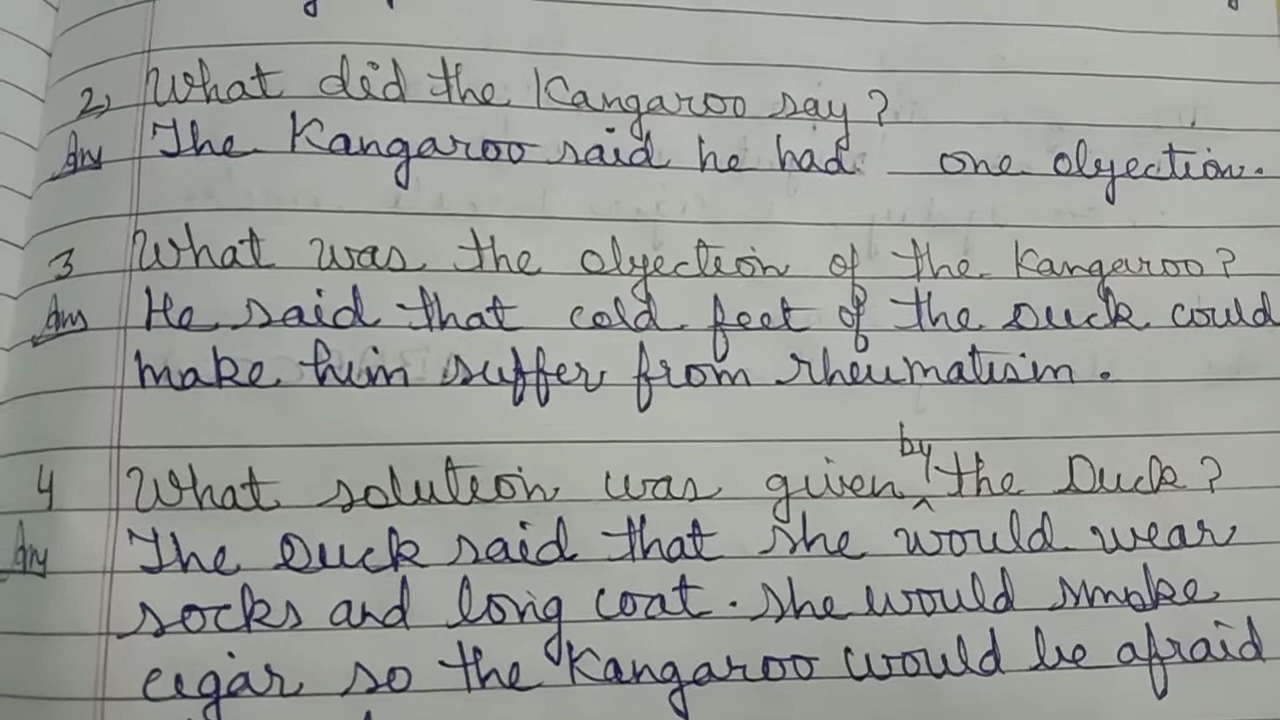 2, What did the Kangaroo say?
Ans The Kangaroo said he had one objection.
3 What was the objection of the Kangaroo?
Ans He said that cold feet of the Duck could
make him suffer from rheumatism.
4 What solution was given by the Duck?
Ans The Duck said that she would wear
socks and long coat. She would smoke
cigar so the Kangaroo would be afraid